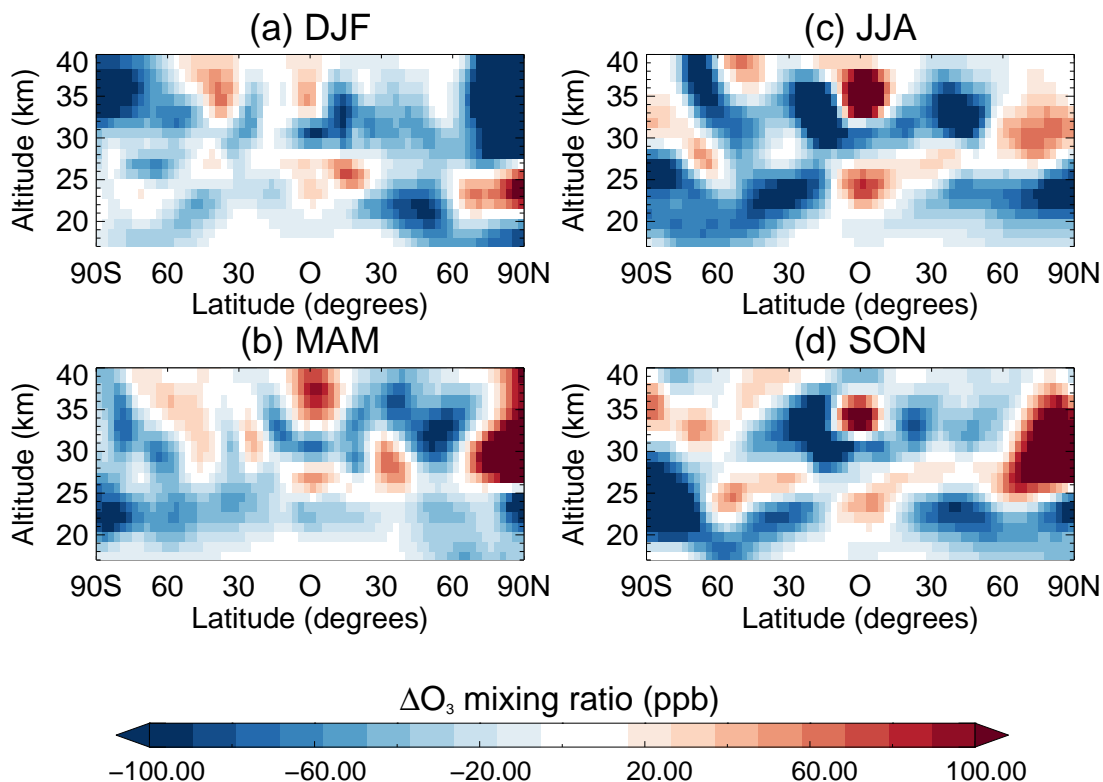 (a) DJF
Altitude (km)
40
35
30
25
20
90S 60 30 O 30 60 90N
Latitude (degrees)
(c) JJA
Altitude (km)
40
35
30
25
20
90S 60 30 O 30 60 90N
Latitude (degrees)
(b) MAM
Altitude (km)
40
35
30
25
20
90S 60 30 O 30 60 90N
Latitude (degrees)
(d) SON
Altitude (km)
40
35
30
25
20
90S 60 30 O 30 60 90N
Latitude (degrees)
ΔO₃ mixing ratio (ppb)
−100.00 −60.00 −20.00 20.00 60.00 100.00